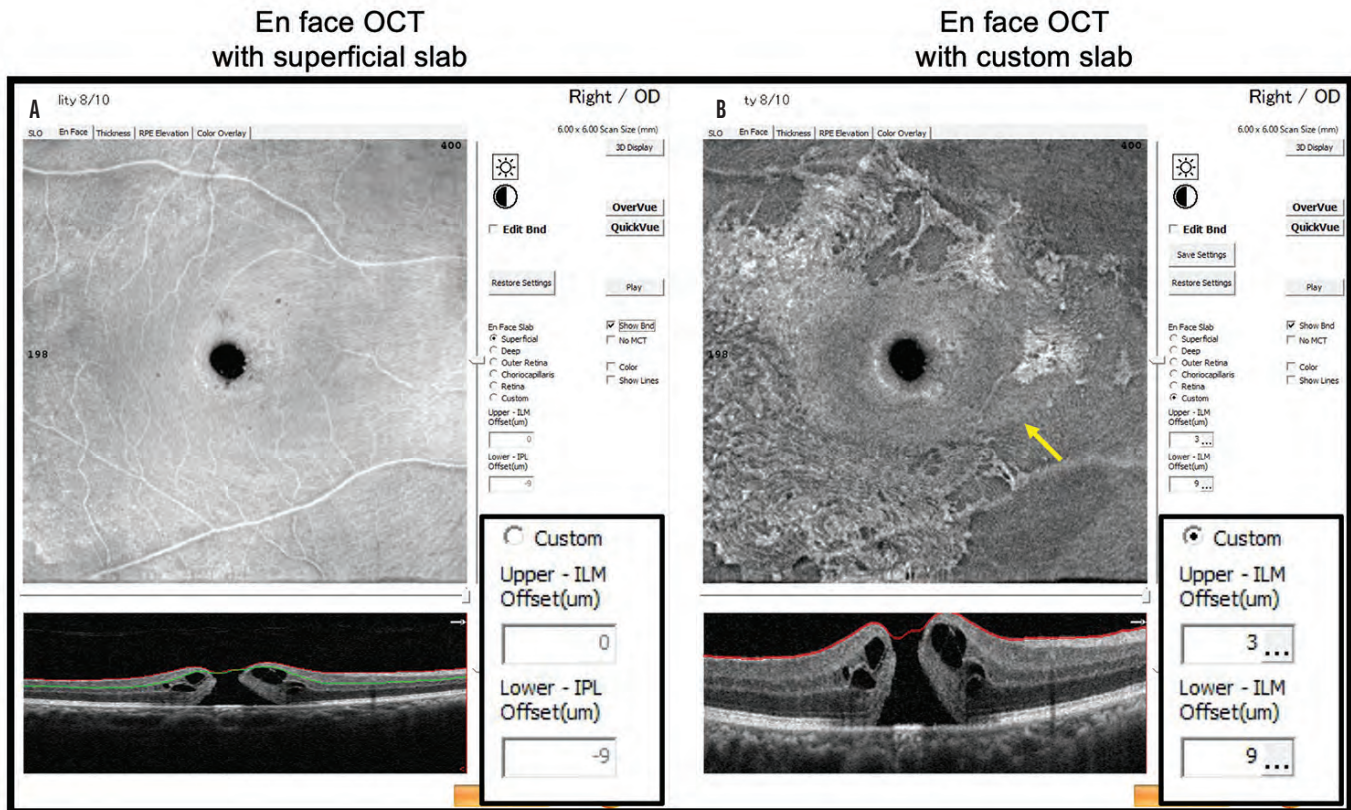 En face OCT
with superficial slab
En face OCT
with custom slab
A
lity 8/10
Right / OD
SLO
En Face
Thickness
RPE Elevation
Color Overlay
6.00 x 6.00 Scan Size (mm)
400
198
3D Display
OverVue
QuickVue
Edit Bnd
Restore Settings
Play
En Face Slab
Superficial
Deep
Outer Retina
Choriocapillaris
Retina
Custom
Show Bnd
No MCT
Color
Show Lines
Upper - ILM
Offset(um)
0
Lower - IPL
Offset(um)
-9
Custom
Upper - ILM
Offset(um)
0
Lower - IPL
Offset(um)
-9
B
ty 8/10
Right / OD
SLO
En Face
Thickness
RPE Elevation
Color Overlay
6.00 x 6.00 Scan Size (mm)
400
198
3D Display
OverVue
QuickVue
Edit Bnd
Save Settings
Restore Settings
Play
En Face Slab
Superficial
Deep
Outer Retina
Choriocapillaris
Retina
Custom
Show Bnd
No MCT
Color
Show Lines
Upper - ILM
Offset(um)
3 ...
Lower - ILM
Offset(um)
9 ...
Custom
Upper - ILM
Offset(um)
3 ...
Lower - ILM
Offset(um)
9 ...